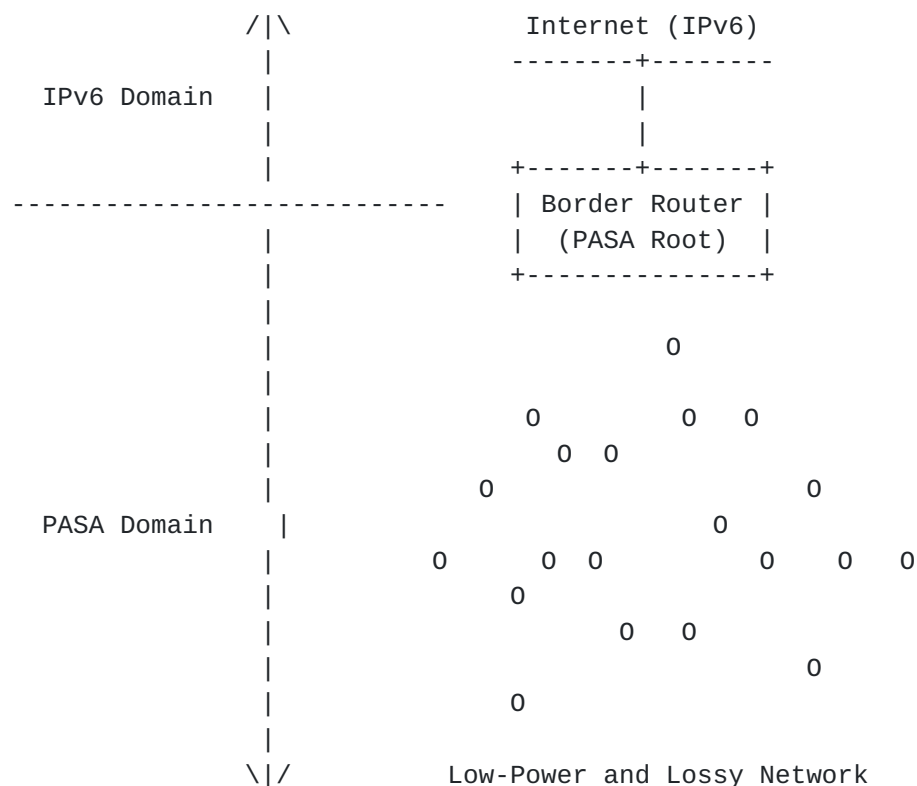 /|\                 Internet (IPv6)
|                --------+--------
IPv6 Domain    |                        |
|                        |
|                +-------+-------+
----------------------------    | Border Router |
|                |  (PASA Root)  |
|                +---------------+
|
|                          O
|
|                 O         O   O
|                   O  O
|              O                    O
PASA Domain     |                            O
|           O      O  O          O    O   O
|                O
|                       O   O
|                                   O
|                O
|
\|/          Low-Power and Lossy Network